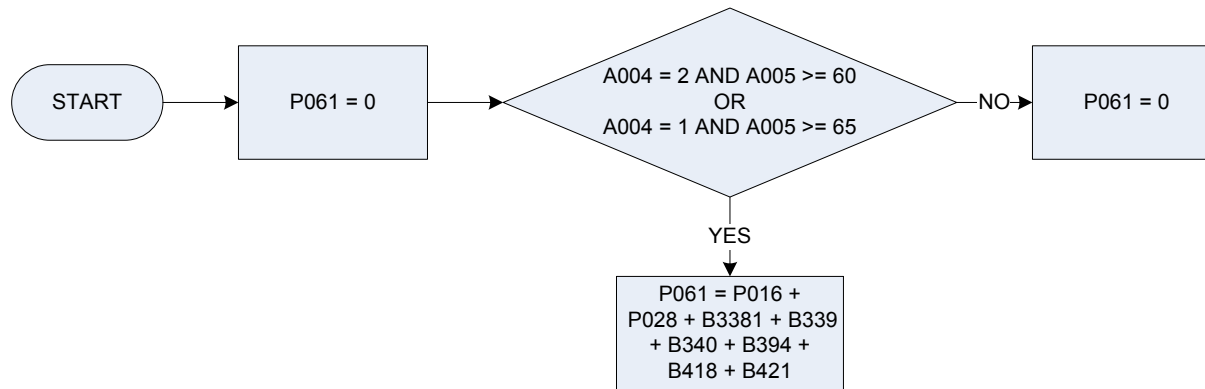 START
P061 = 0
A004 = 2 AND A005 >= 60
OR
A004 = 1 AND A005 >= 65
NO
P061 = 0
YES
P061 = P016 +
P028 + B3381 + B339
+ B340 + B394 +
B418 + B421